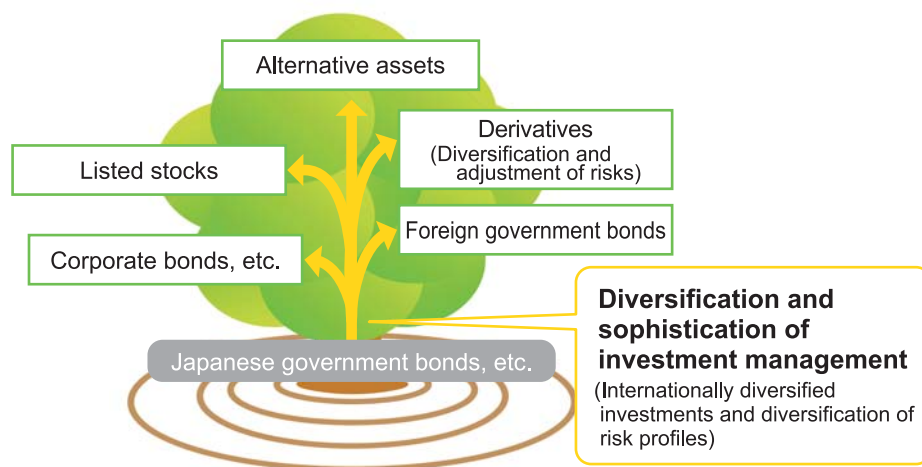 Alternative assets
Derivatives
(Diversification and
adjustment of risks)
Listed stocks
Foreign government bonds
Corporate bonds, etc.
Japanese government bonds, etc.
Diversification and
sophistication of
investment management
(Internationally diversified
investments and diversification of
risk profiles)